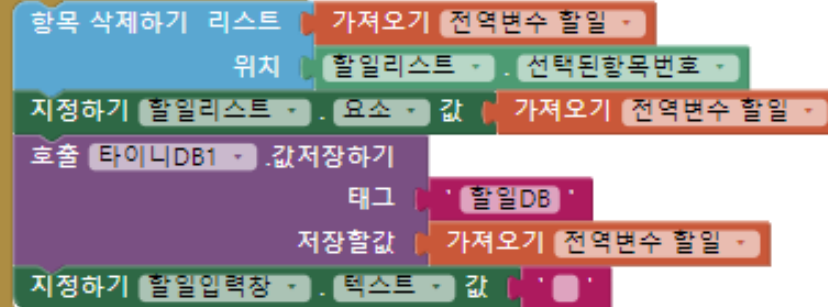 항목 삭제하기 리스트 가져오기 전역변수 할일
위치 할일리스트 . 선택된항목번호
지정하기 할일리스트 . 요소 값 가져오기 전역변수 할일
호출 타이니DB1 .값저장하기
태그 " 할일DB "
저장할값 가져오기 전역변수 할일
지정하기 할일입력창 . 텍스트 값 " "